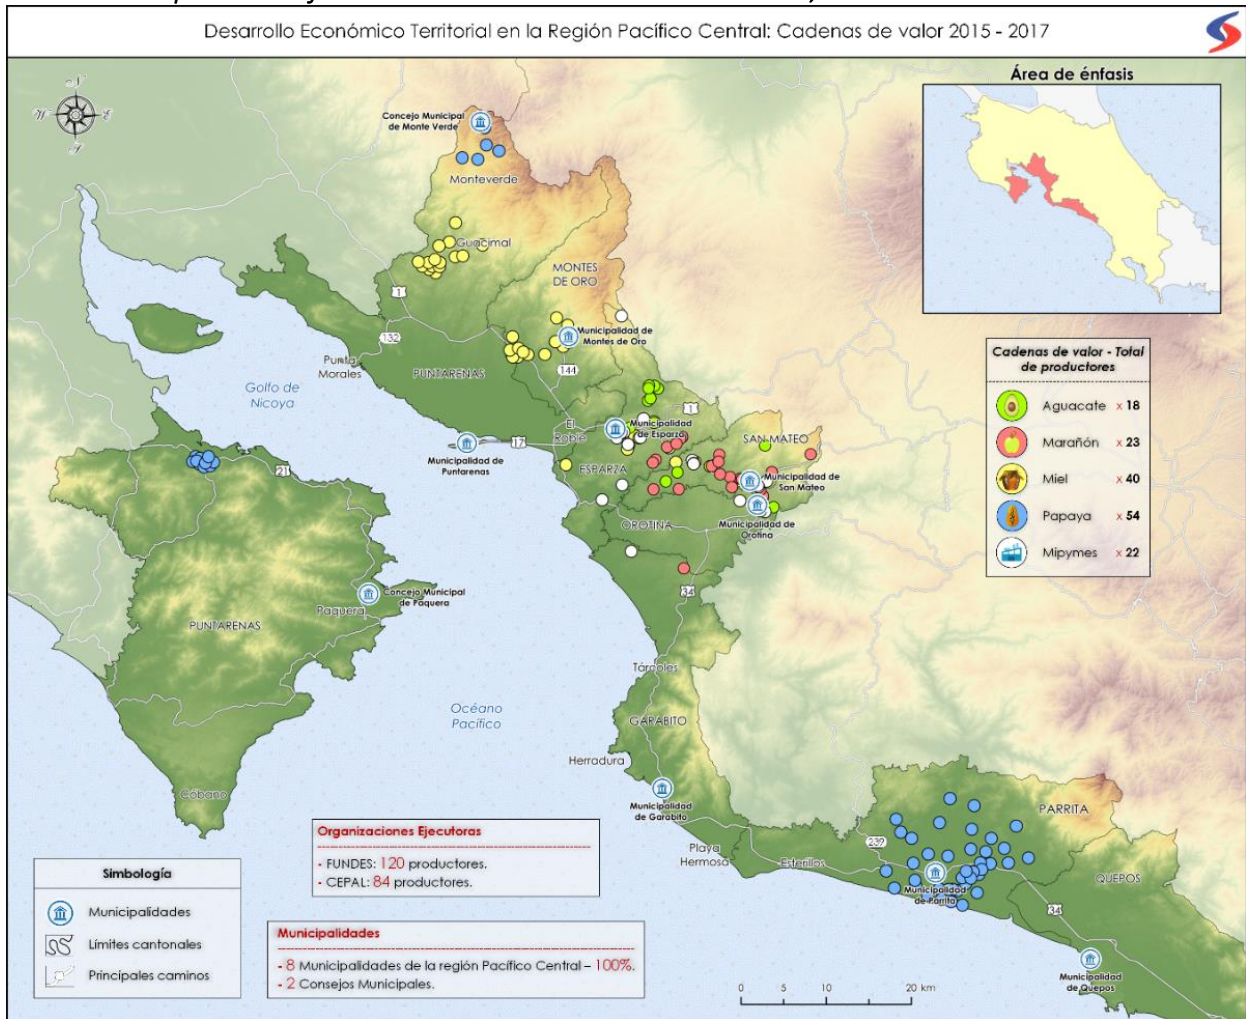 Desarrollo Económico Territorial en la Región Pacífico Central: Cadenas de valor 2015 - 2017
Área de énfasis
N
W
E
S
Concejo Municipal
de Monte Verde
Monteverde
Guacimal
MONTES
DE ORO
1
132
Municipalidad de
Montes de Oro
Punta
Morales
PUNTARENAS
144
Golfo de
Nicoya
Cadenas de valor - Total
de productores
Aguacate x 18
Marañón x 23
Miel x 40
Papaya x 54
Mipymes x 22
1
El
Roble
Municipalidad
de Esparza
SAN MATEO
17
Municipalidad de
Puntarenas
21
ESPARZA
Municipalidad de
San Mateo
OROTINA
Municipalidad de
Orotina
34
Concejo Municipal
de Paquera
Paquera
PUNTARENAS
Tárcoles
Océano
Pacífico
GARABITO
Herradura
Cóbano
Municipalidad
de Garabito
PARRITA
239
Playa
Hermosa
Esterillos
QUEPOS
Municipalidad
de Parrita
34
Municipalidad
de Quepos
Organizaciones Ejecutoras
- FUNDES: 120 productores.
- CEPAL: 84 productores.
Municipalidades
- 8 Municipalidades de la región Pacífico Central – 100%.
- 2 Consejos Municipales.
Simbología
Municipalidades
Límites cantonales
Principales caminos
0 5 10 20 km